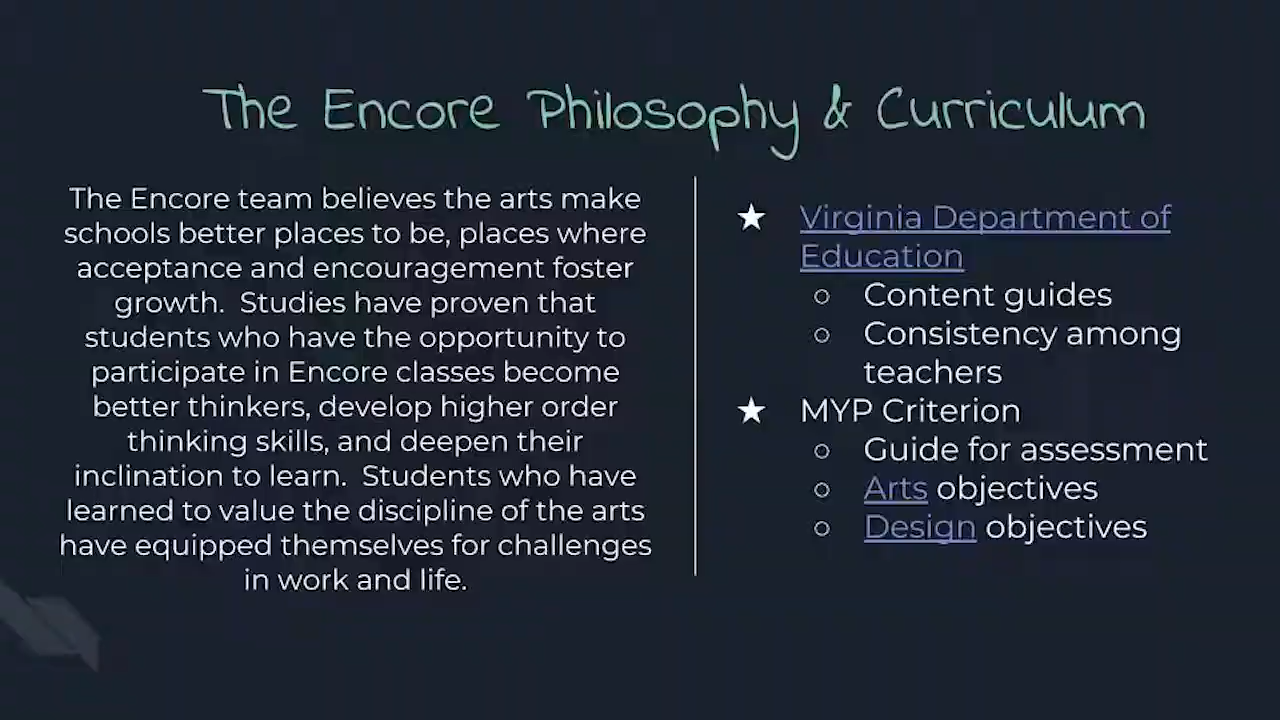 The Encore Philosophy & Curriculum
The Encore team believes the arts make
schools better places to be, places where
acceptance and encouragement foster
growth.  Studies have proven that
students who have the opportunity to
participate in Encore classes become
better thinkers, develop higher order
thinking skills, and deepen their
inclination to learn.  Students who have
learned to value the discipline of the arts
have equipped themselves for challenges
in work and life.
★ Virginia Department of
Education
○ Content guides
○ Consistency among
teachers
★ MYP Criterion
○ Guide for assessment
○ Arts objectives
○ Design objectives